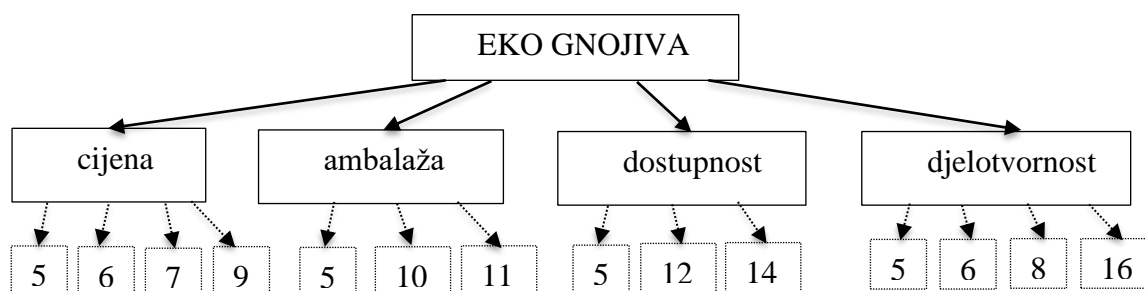 EKO GNOJIVA
cijena ambalaža dostupnost djelotvornost
5 6 7 9 5 10 11 5 12 14 5 6 8 16